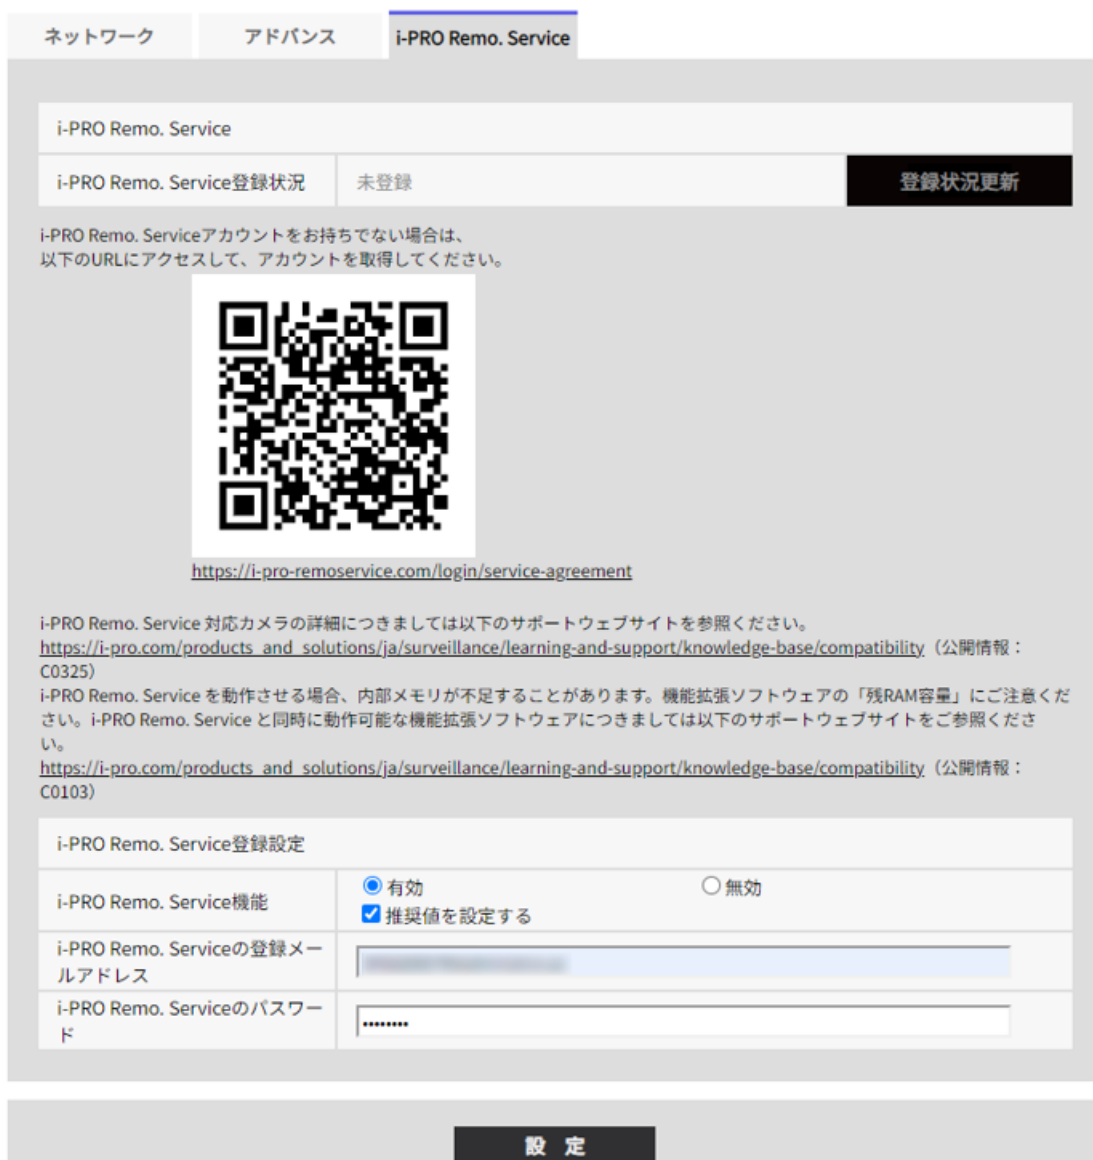 ネットワーク
アドバンス
i-PRO Remo. Service
i-PRO Remo. Service
i-PRO Remo. Service登録状況
未登録
登録状況更新
i-PRO Remo. Serviceアカウントをお持ちでない場合は、
以下のURLにアクセスして、アカウントを取得してください。
https://i-pro-remoservice.com/login/service-agreement
i-PRO Remo. Service 対応カメラの詳細につきましては以下のサポートウェブサイトを参照ください。
https://i-pro.com/products_and_solutions/ja/surveillance/learning-and-support/knowledge-base/compatibility（公開情報：
C0325）
i-PRO Remo. Service を動作させる場合、内部メモリが不足することがあります。機能拡張ソフトウェアの「残RAM容量」にご注意くだ
さい。i-PRO Remo. Service と同時に動作可能な機能拡張ソフトウェアにつきましては以下のサポートウェブサイトをご参照くださ
い。
https://i-pro.com/products_and_solutions/ja/surveillance/learning-and-support/knowledge-base/compatibility（公開情報：
C0103）
i-PRO Remo. Service登録設定
i-PRO Remo. Service機能
有効
無効
推奨値を設定する
i-PRO Remo. Serviceの登録メー
ルアドレス
i-PRO Remo. Serviceのパスワー
ド
••••••••
設 定